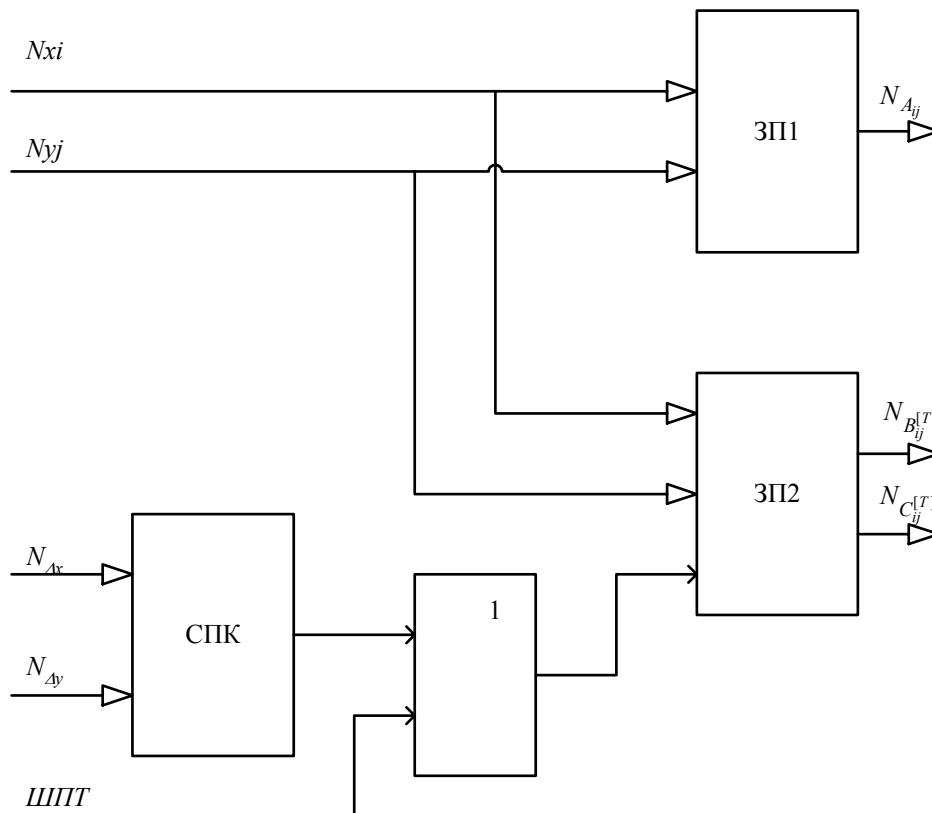 Nxi
Nyj
ЗП1
N_{A_{ij}}
ЗП2
N_{B_{ij}^{[T}}
N_{C_{ij}^{[T]}}
N_{Δx}
N_{Δy}
СПК
1
ШПТ